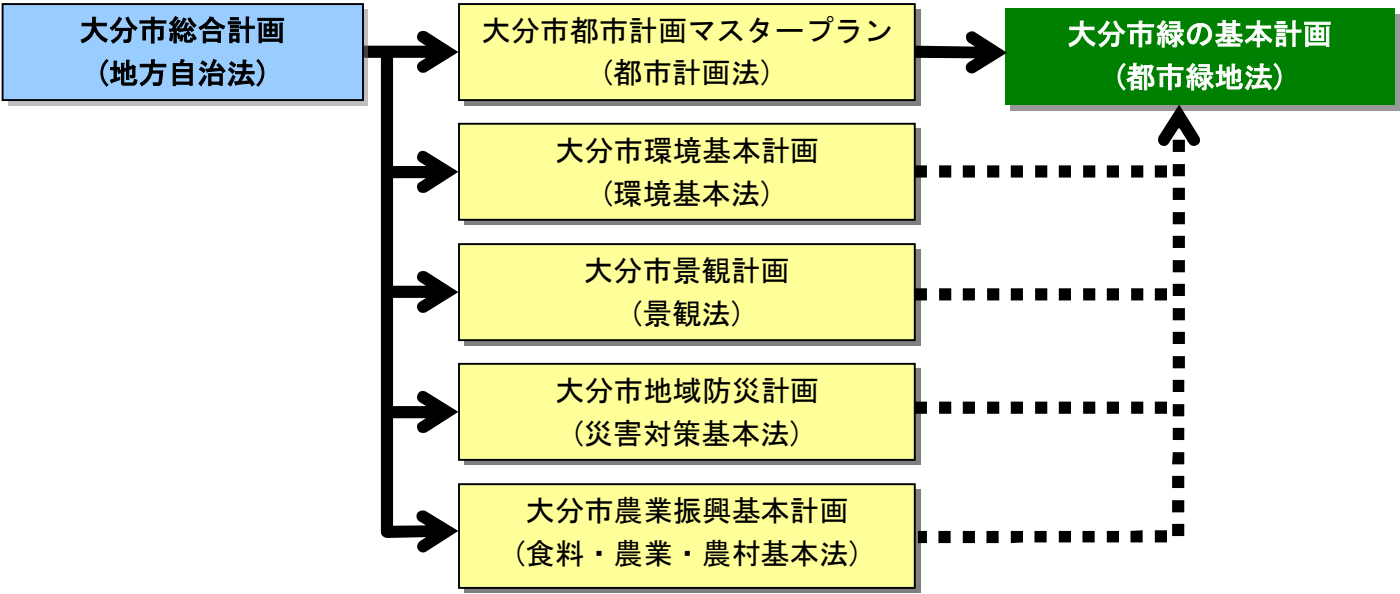 大分市総合計画
(地方自治法)
大分市都市計画マスタープラン
(都市計画法)
大分市緑の基本計画
(都市緑地法)
大分市環境基本計画
(環境基本法)
大分市景観計画
(景観法)
大分市地域防災計画
(災害対策基本法)
大分市農業振興基本計画
(食料・農業・農村基本法)